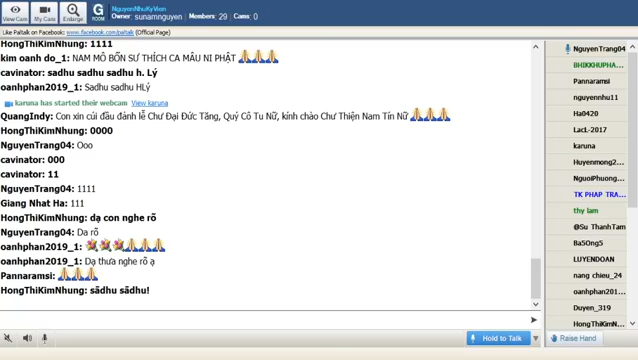 NguyenNhuKyVien
Owner: sunamnguyen | Members: 29 | Cams: 0
View Cam
My Cam
Enlarge
G
ROOM
Like Paltalk on Facebook: www.facebook.com/paltalk (Official Page)
HongThiKimNhung: 1111
kim oanh do_1: NAM MÔ BỔN SƯ THÍCH CA MÂU NI PHẬT
cavinator: sadhu sadhu sadhu h. Lý
oanhphan2019_1: Sadhu sadhu HLý
karuna has started their webcam View karuna
QuangIndy: Con xin cúi đầu đảnh lễ Chư Đại Đức Tăng, Quý Cô Tu Nữ, kính chào Chư Thiện Nam Tín Nữ
HongThiKimNhung: 0000
NguyenTrang04: Ooo
cavinator: 000
cavinator: 11
NguyenTrang04: 1111
Giang Nhat Ha: 111
HongThiKimNhung: dạ con nghe rõ
NguyenTrang04: Da rõ
oanhphan2019_1:
oanhphan2019_1: Dạ thưa nghe rõ ạ
Pannaramsi:
HongThiKimNhung: sādhu sādhu!
Hold to Talk
NguyenTrang04
BHIKKHUPHA...
Pannaramsi
nguyennhu11
Ha0420
LacL-2017
karuna
Huyenmong2...
NguoiPhuong...
TK PHAP TRA...
thy lam
@Su ThanhTam
Ba5Ong5
LUYENDOAN
nang chieu_24
oanhphan201...
Duyen_319
HongThiKimN...
Raise Hand